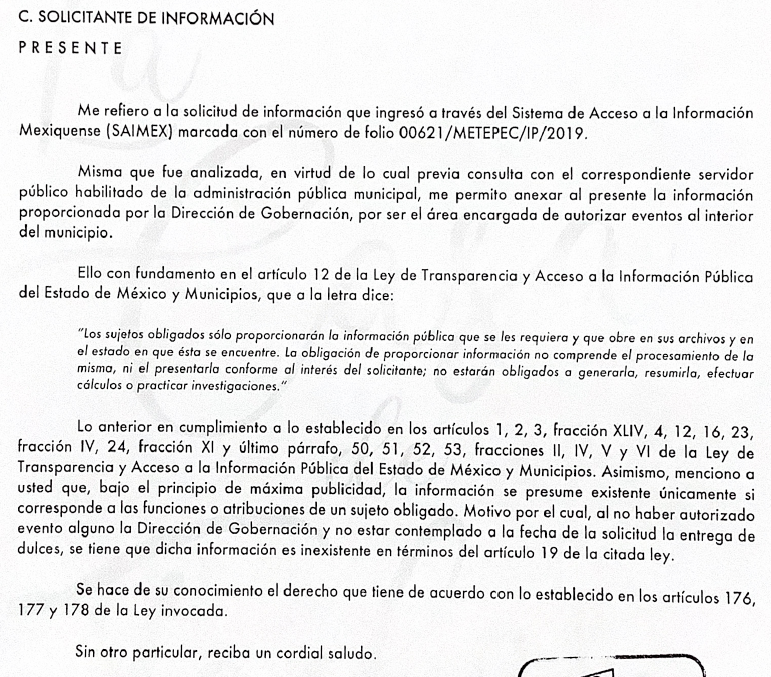 C. SOLICITANTE DE INFORMACIÓN
P R E S E N T E
Me refiero a la solicitud de información que ingresó a través del Sistema de Acceso a la Información
Mexiquense (SAIMEX) marcada con el número de folio 00621/METEPEC/IP/2019.
Misma que fue analizada, en virtud de lo cual previa consulta con el correspondiente servidor
público habilitado de la administración pública municipal, me permito anexar al presente la información
proporcionada por la Dirección de Gobernación, por ser el área encargada de autorizar eventos al interior
del municipio.
Ello con fundamento en el artículo 12 de la Ley de Transparencia y Acceso a la Información Pública
del Estado de México y Municipios, que a la letra dice:
"Los sujetos obligados sólo proporcionarán la información pública que se les requiera y que obre en sus archivos y en
el estado en que ésta se encuentre. La obligación de proporcionar información no comprende el procesamiento de la
misma, ni el presentarla conforme al interés del solicitante; no estarán obligados a generarla, resumirla, efectuar
cálculos o practicar investigaciones."
Lo anterior en cumplimiento a lo establecido en los artículos 1, 2, 3, fracción XLIV, 4, 12, 16, 23,
fracción IV, 24, fracción XI y último párrafo, 50, 51, 52, 53, fracciones II, IV, V y VI de la Ley de
Transparencia y Acceso a la Información Pública del Estado de México y Municipios. Asimismo, menciono a
usted que, bajo el principio de máxima publicidad, la información se presume existente únicamente si
corresponde a las funciones o atribuciones de un sujeto obligado. Motivo por el cual, al no haber autorizado
evento alguno la Dirección de Gobernación y no estar contemplado a la fecha de la solicitud la entrega de
dulces, se tiene que dicha información es inexistente en términos del artículo 19 de la citada ley.
Se hace de su conocimiento el derecho que tiene de acuerdo con lo establecido en los artículos 176,
177 y 178 de la Ley invocada.
Sin otro particular, reciba un cordial saludo.